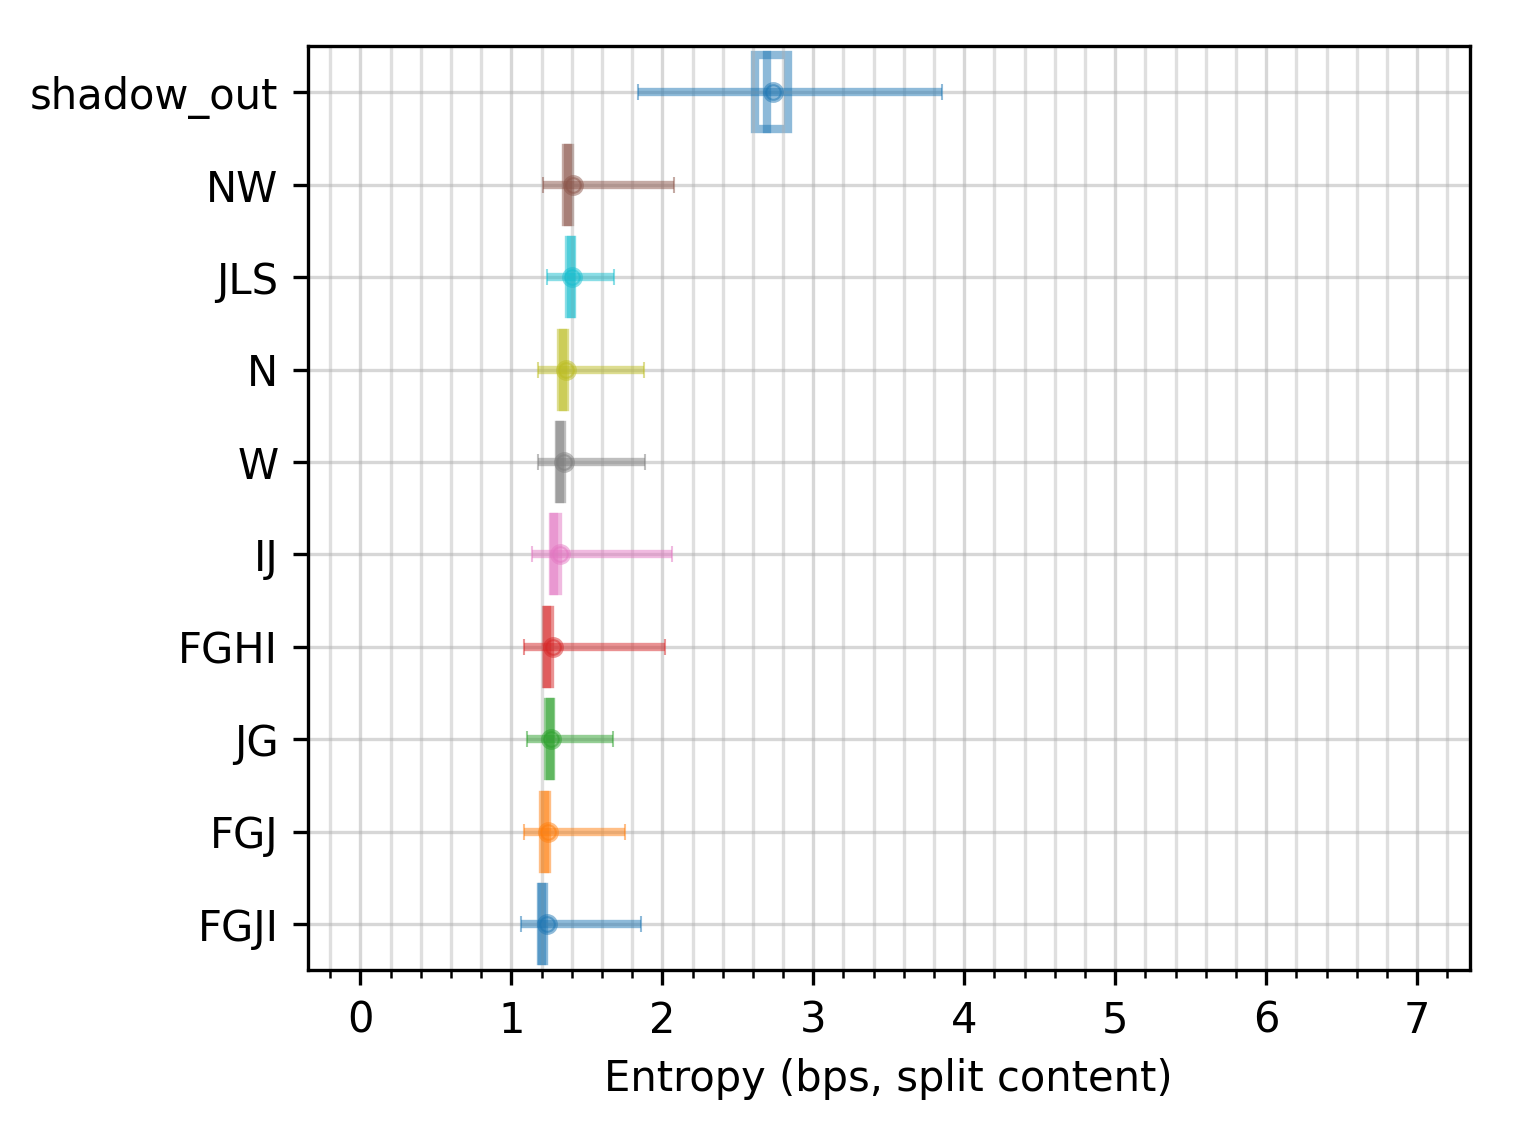 shadow_out
NW
JLS
N
W
IJ
FGHI
JG
FGJ
FGJI
0 1 2 3 4 5 6 7
Entropy (bps, split content)